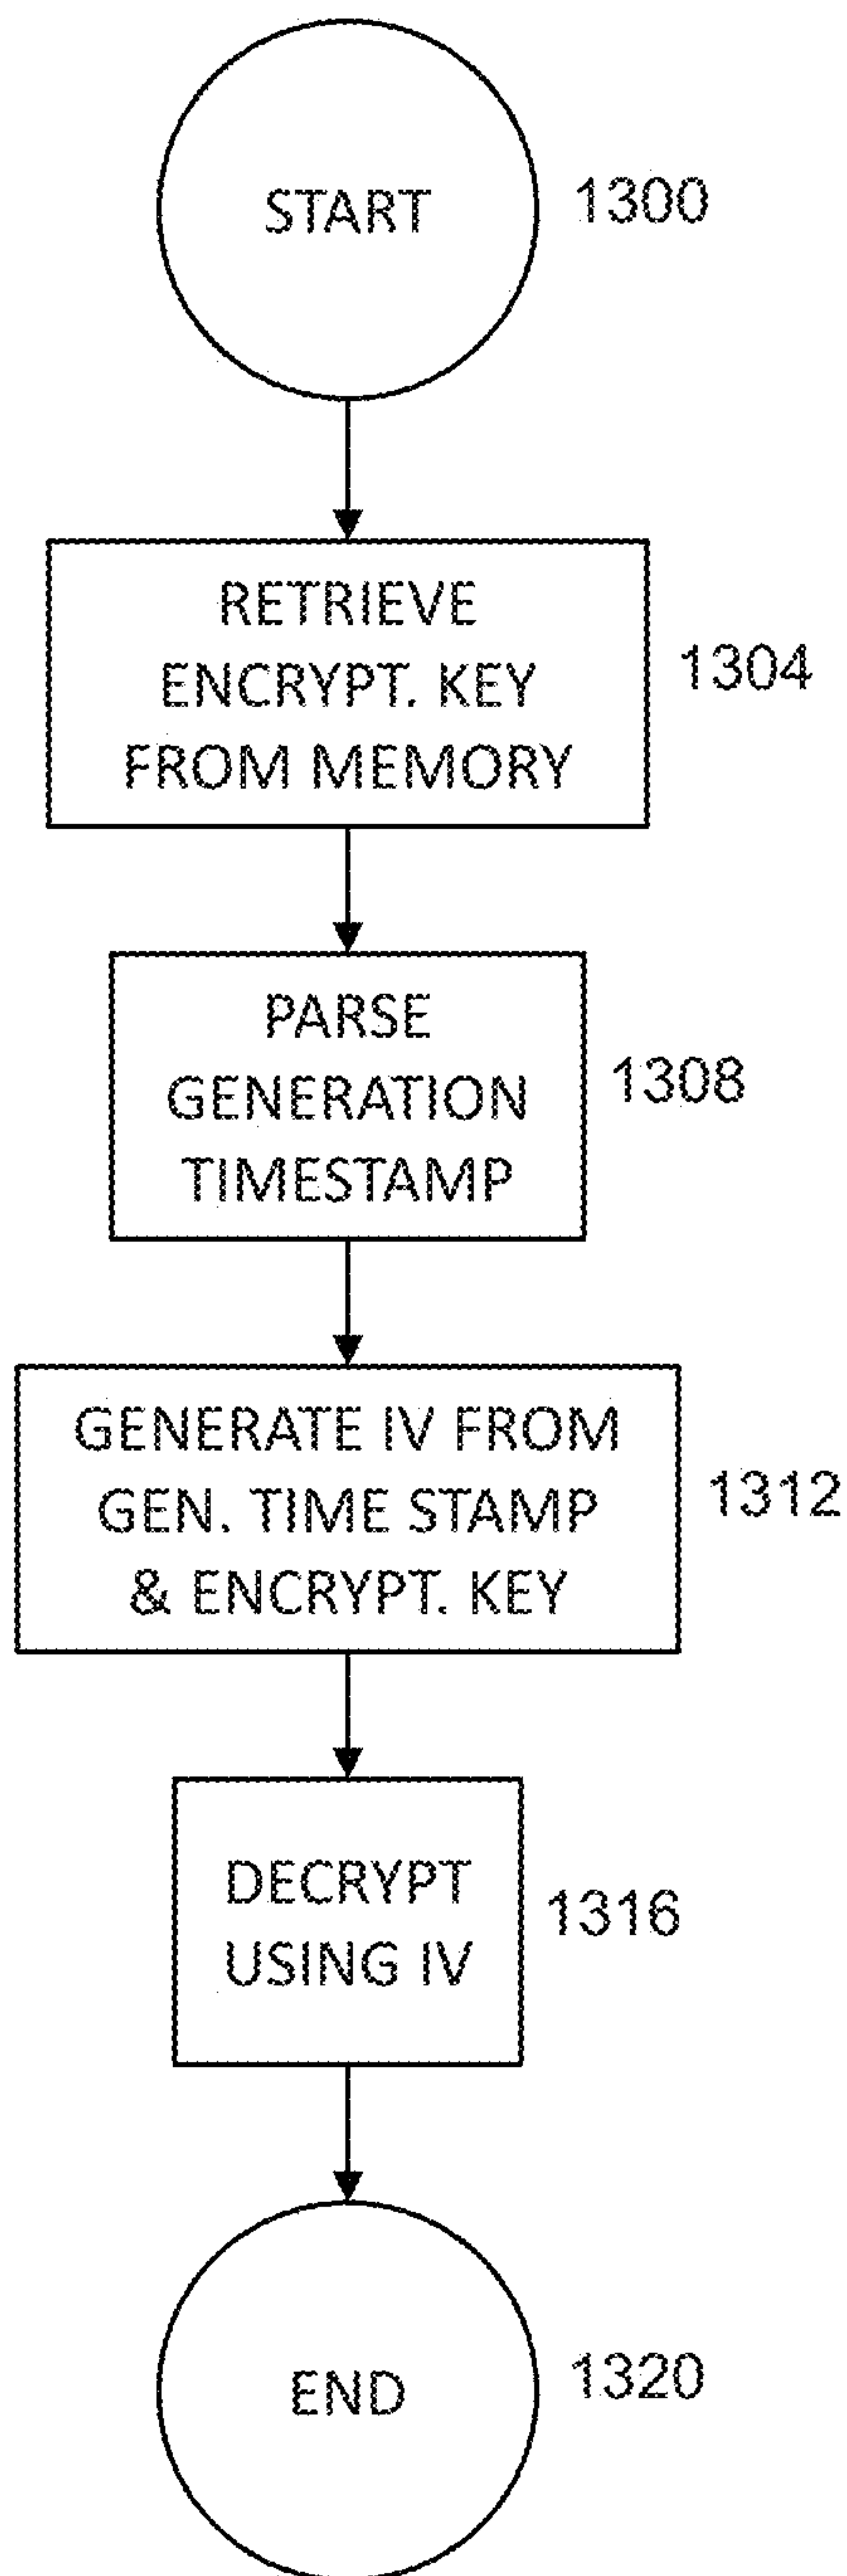 START
1300
RETRIEVE
ENCRYPT. KEY
FROM MEMORY
1304
PARSE
GENERATION
TIMESTAMP
1308
GENERATE IV FROM
GEN. TIME STAMP
& ENCRYPT. KEY
1312
DECRYPT
USING IV
1316
END
1320